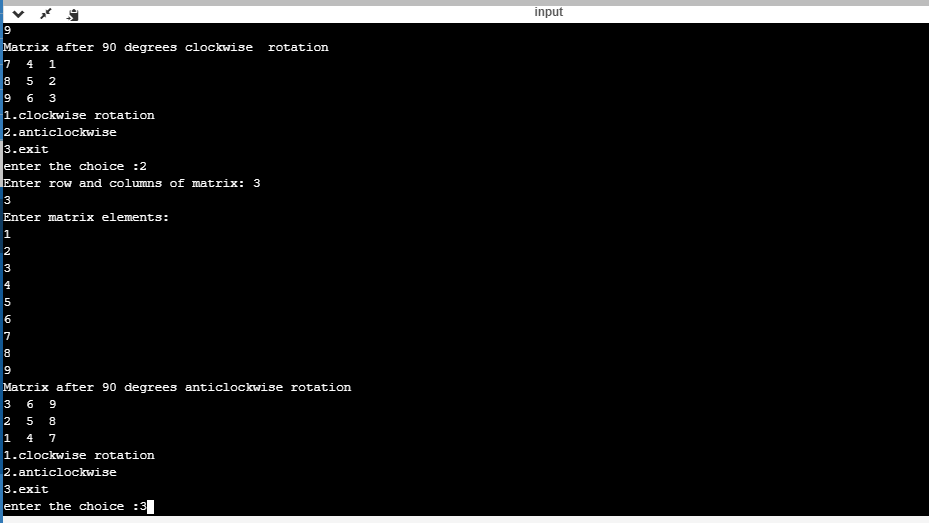 input
9
Matrix after 90 degrees clockwise  rotation
7  4  1
8  5  2
9  6  3
1.clockwise rotation
2.anticlockwise
3.exit
enter the choice :2
Enter row and columns of matrix: 3
3
Enter matrix elements:
1
2
3
4
5
6
7
8
9
Matrix after 90 degrees anticlockwise rotation
3  6  9
2  5  8
1  4  7
1.clockwise rotation
2.anticlockwise
3.exit
enter the choice :3